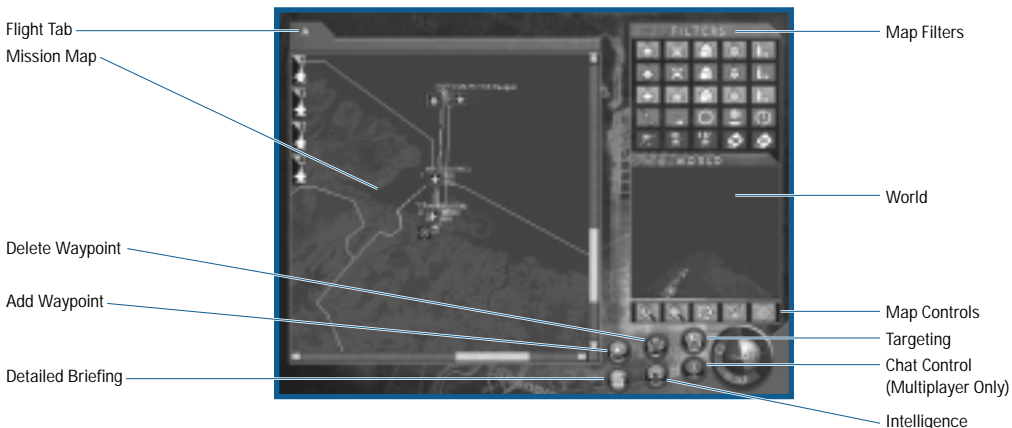 Flight Tab
Mission Map
Delete Waypoint
Add Waypoint
Detailed Briefing
FILTERS
WORLD
Map Filters
World
Map Controls
Targeting
Chat Control
(Multiplayer Only)
Intelligence